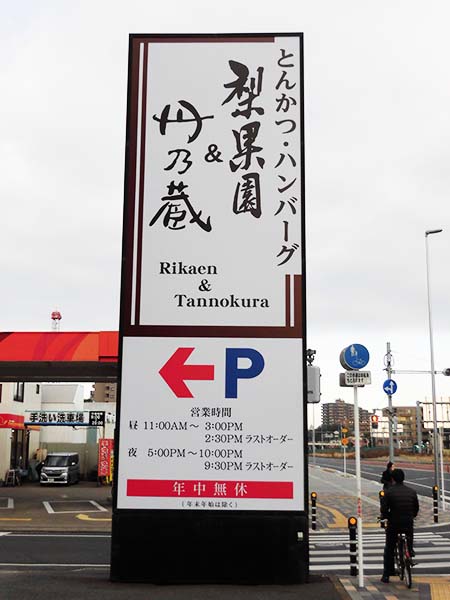 とんかつ・ハンバーグ
梨果園
&
丹乃蔵
Rikaen
&
Tannokura
P
営業時間
昼 11:00AM～ 3:00PM
2:30PM ラストオーダー
夜 5:00PM～10:00PM
9:30PM ラストオーダー
年中無休
(年末年始は除く)
手洗い洗車場